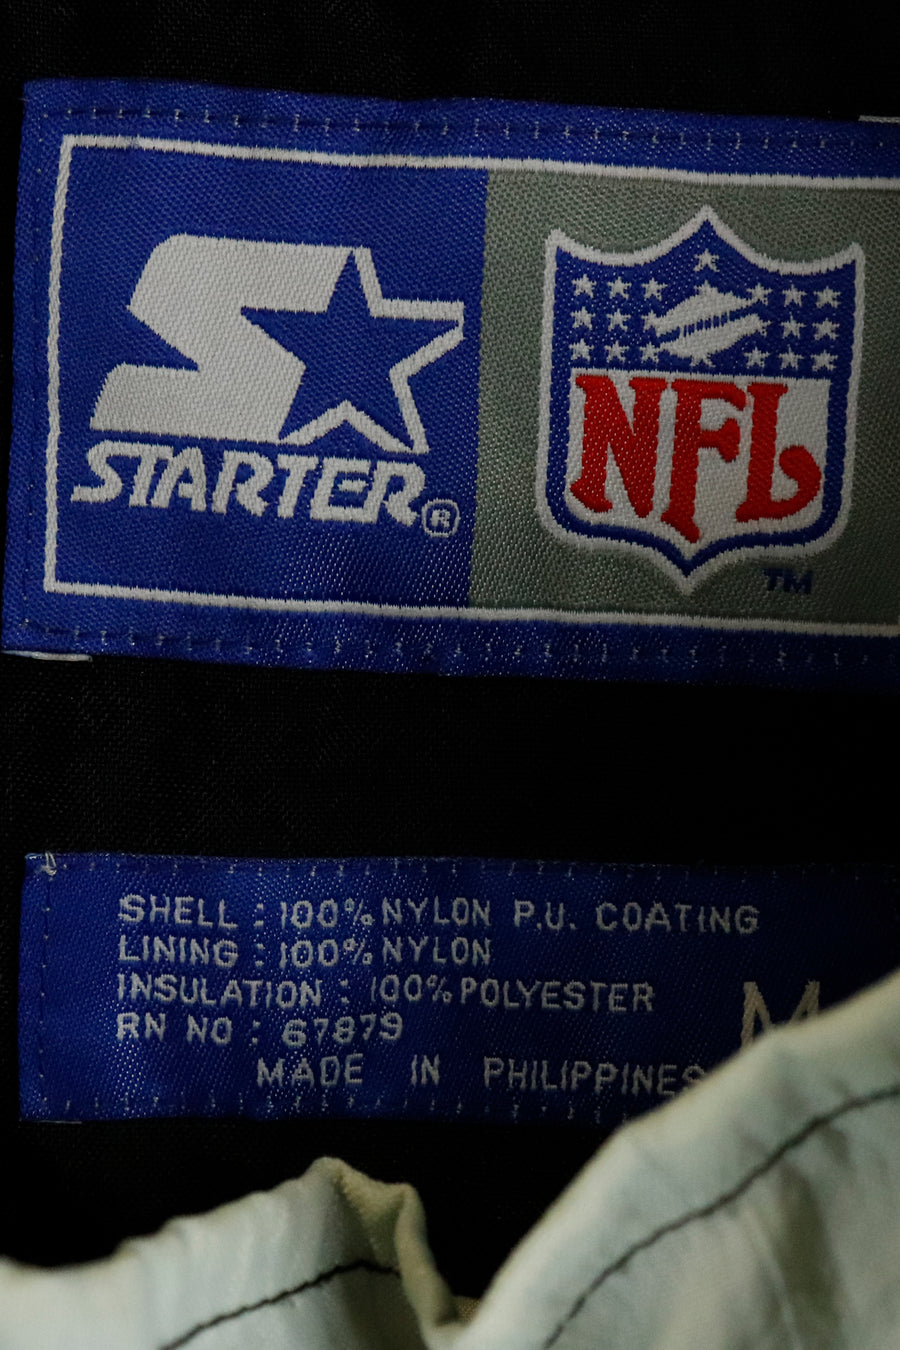 STARTER®
NFL
TM
SHELL : 100% NYLON P.U. COATING
LINING : 100% NYLON
INSULATION : 100% POLYESTER
RN NO : 67879
M
MADE IN PHILIPPINES